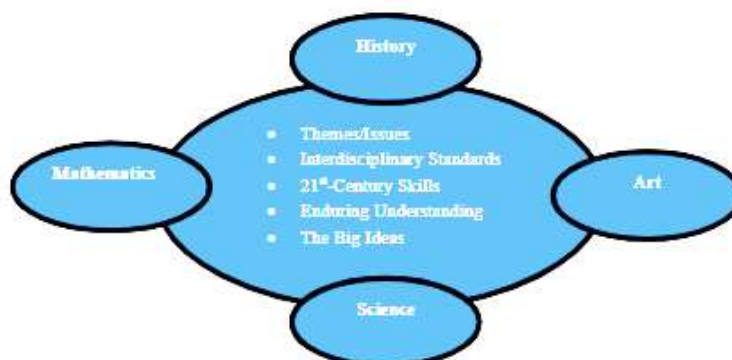 History
• Themes/Issues
• Interdisciplinary Standards
Mathematics
• 21st-Century Skills
Art
• Enduring Understanding
• The Big Ideas
Science